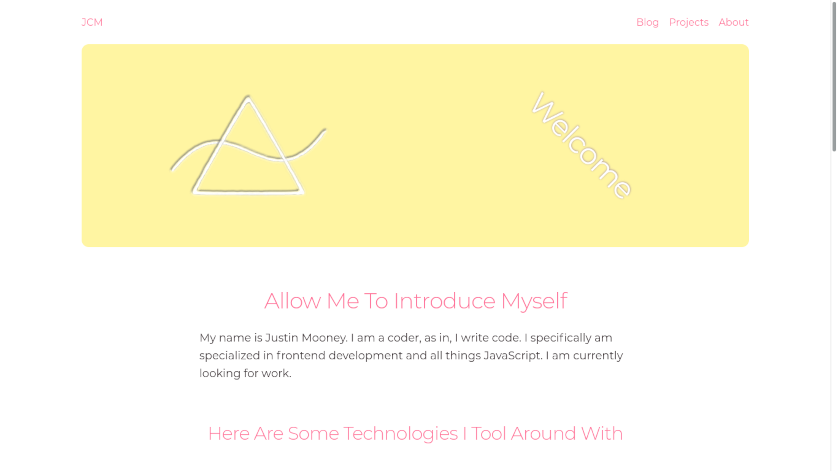 JCM
Blog Projects About
Welcome
Allow Me To Introduce Myself
My name is Justin Mooney. I am a coder, as in, I write code. I specifically am
specialized in frontend development and all things JavaScript. I am currently
looking for work.
Here Are Some Technologies I Tool Around With